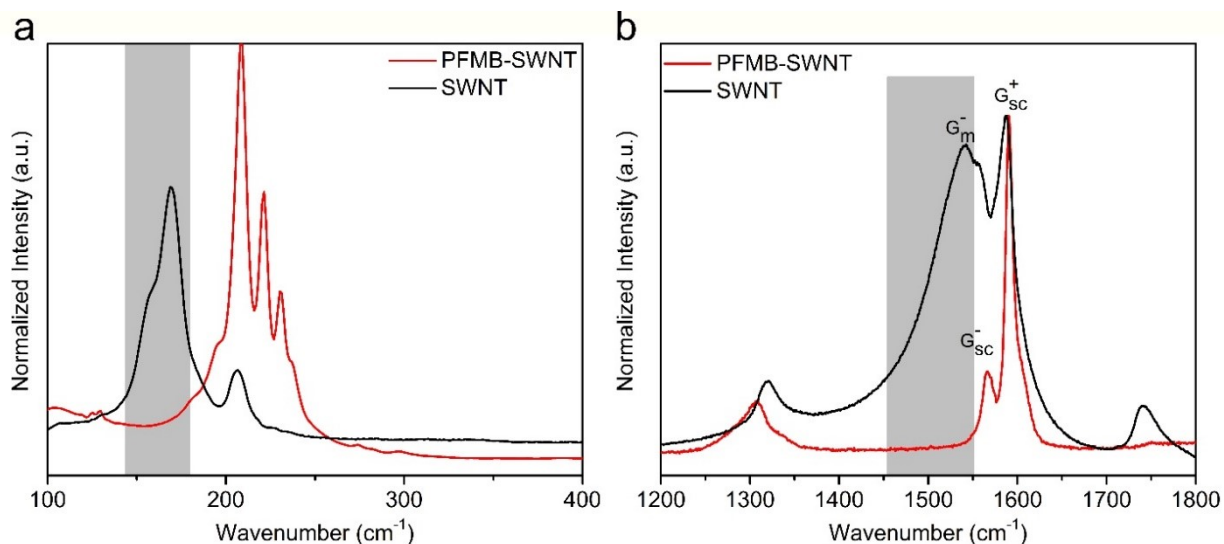 a
PFMB-SWNT
SWNT
Normalized Intensity (a.u.)
100 200 300 400
Wavenumber (cm⁻¹)
b
PFMB-SWNT
SWNT
G⁻m
G⁺sc
G⁻sc
Normalized Intensity (a.u.)
1200 1300 1400 1500 1600 1700 1800
Wavenumber (cm⁻¹)